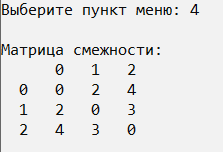 Выберите пункт меню: 4
Матрица смежности:
0 1 2
0 0 2 4
1 2 0 3
2 4 3 0